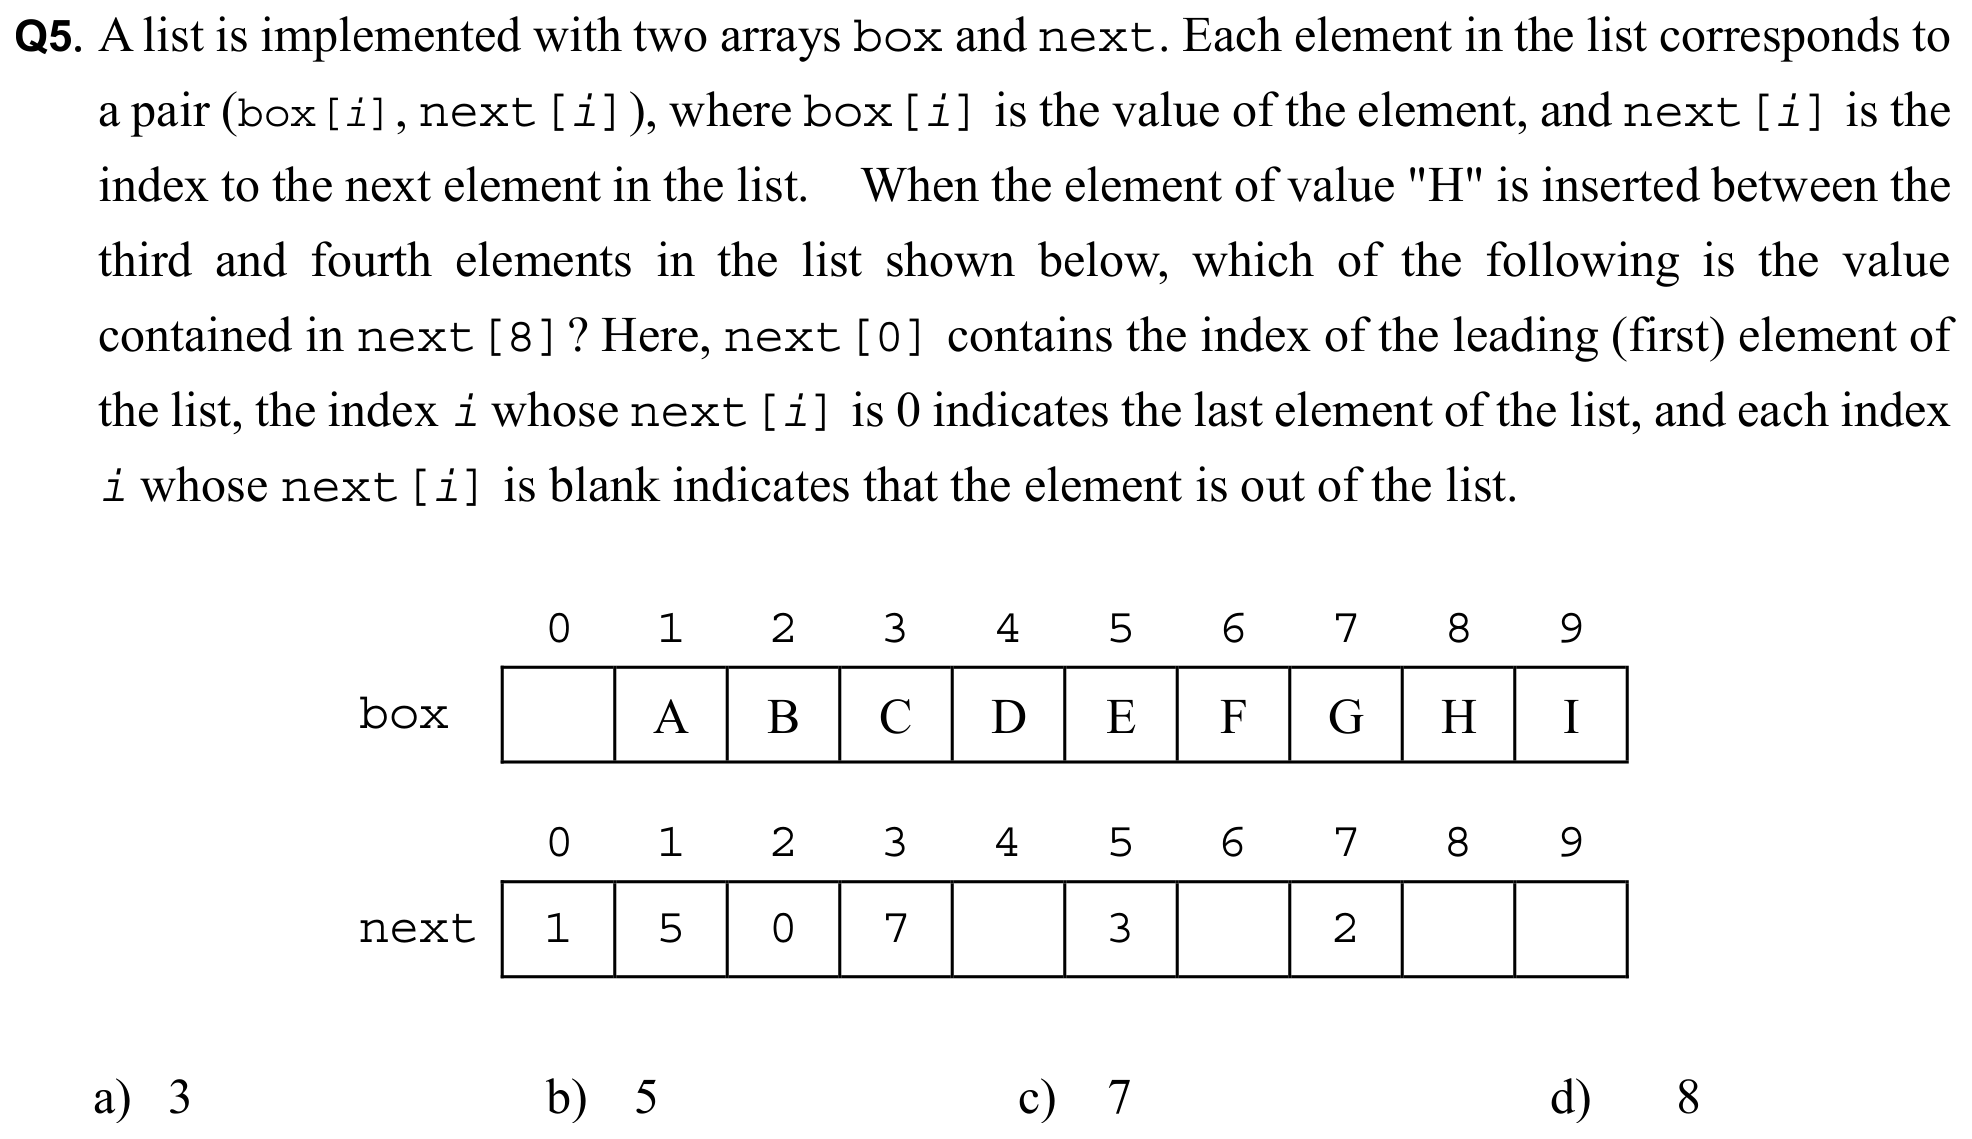 Q5. A list is implemented with two arrays box and next. Each element in the list corresponds to
a pair (box[i], next[i]), where box[i] is the value of the element, and next[i] is the
index to the next element in the list. When the element of value "H" is inserted between the
third and fourth elements in the list shown below, which of the following is the value
contained in next[8]? Here, next[0] contains the index of the leading (first) element of
the list, the index i whose next[i] is 0 indicates the last element of the list, and each index
i whose next[i] is blank indicates that the element is out of the list.
0 1 2 3 4 5 6 7 8 9
box A B C D E F G H I
0 1 2 3 4 5 6 7 8 9
next 1 5 0 7 3 2
a) 3 b) 5 c) 7 d) 8